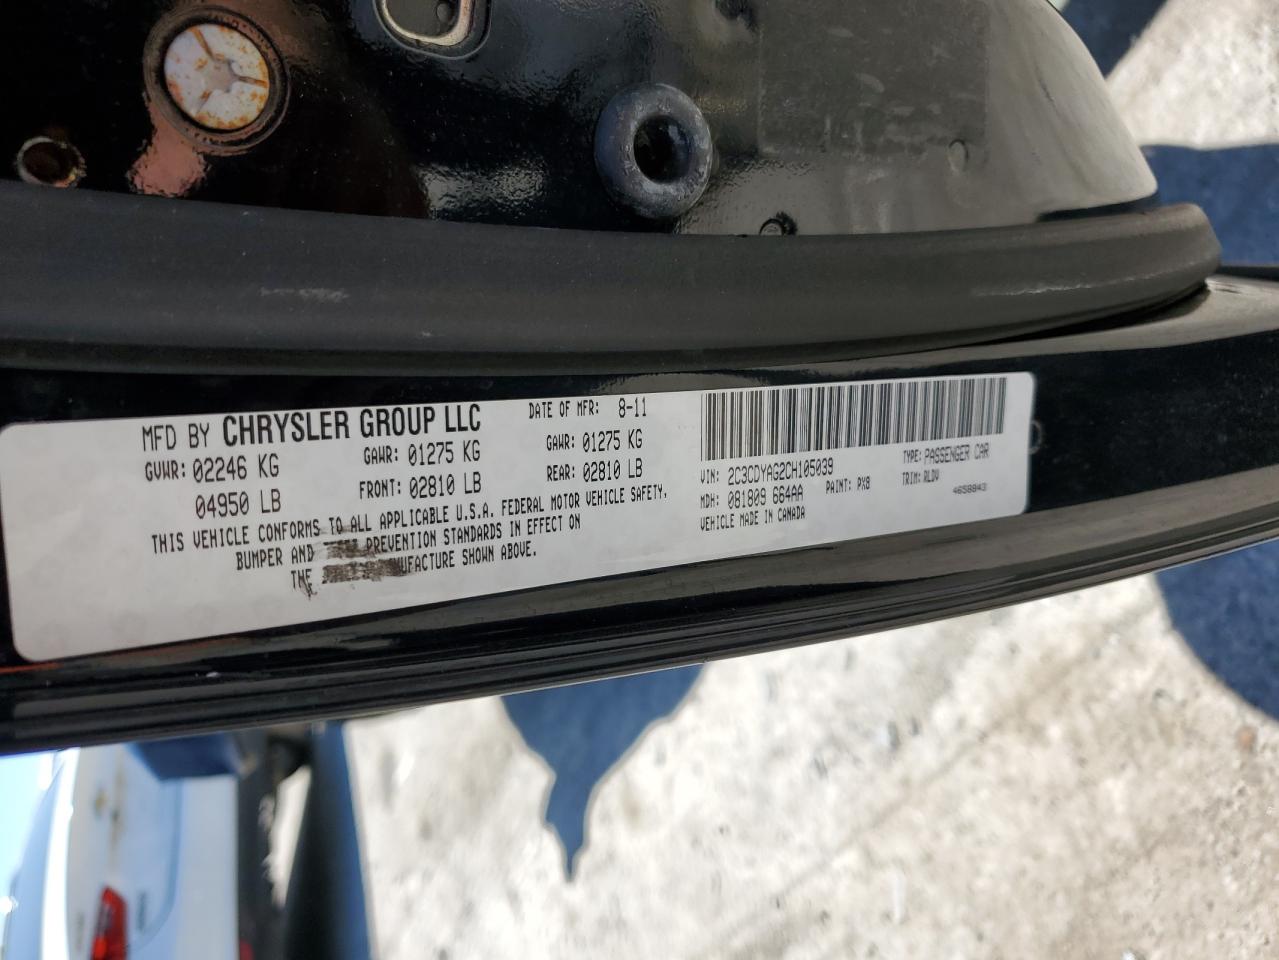 MFD BY CHRYSLER GROUP LLC DATE OF MFR: 8-11
GVWR: 02246 KG GAWR: 01275 KG GAWR: 01275 KG
04950 LB FRONT: 02810 LB REAR: 02810 LB
THIS VEHICLE CONFORMS TO ALL APPLICABLE U.S.A. FEDERAL MOTOR VEHICLE SAFETY,
BUMPER AND PREVENTION STANDARDS IN EFFECT ON
THE UFACTURE SHOWN ABOVE.
VIN: 2C3CDYAG2CH105039 TYPE: PASSENGER CAR
MDH: 081809 664AA PAINT: PX8 TRIM: RLDV
VEHICLE MADE IN CANADA 4658843